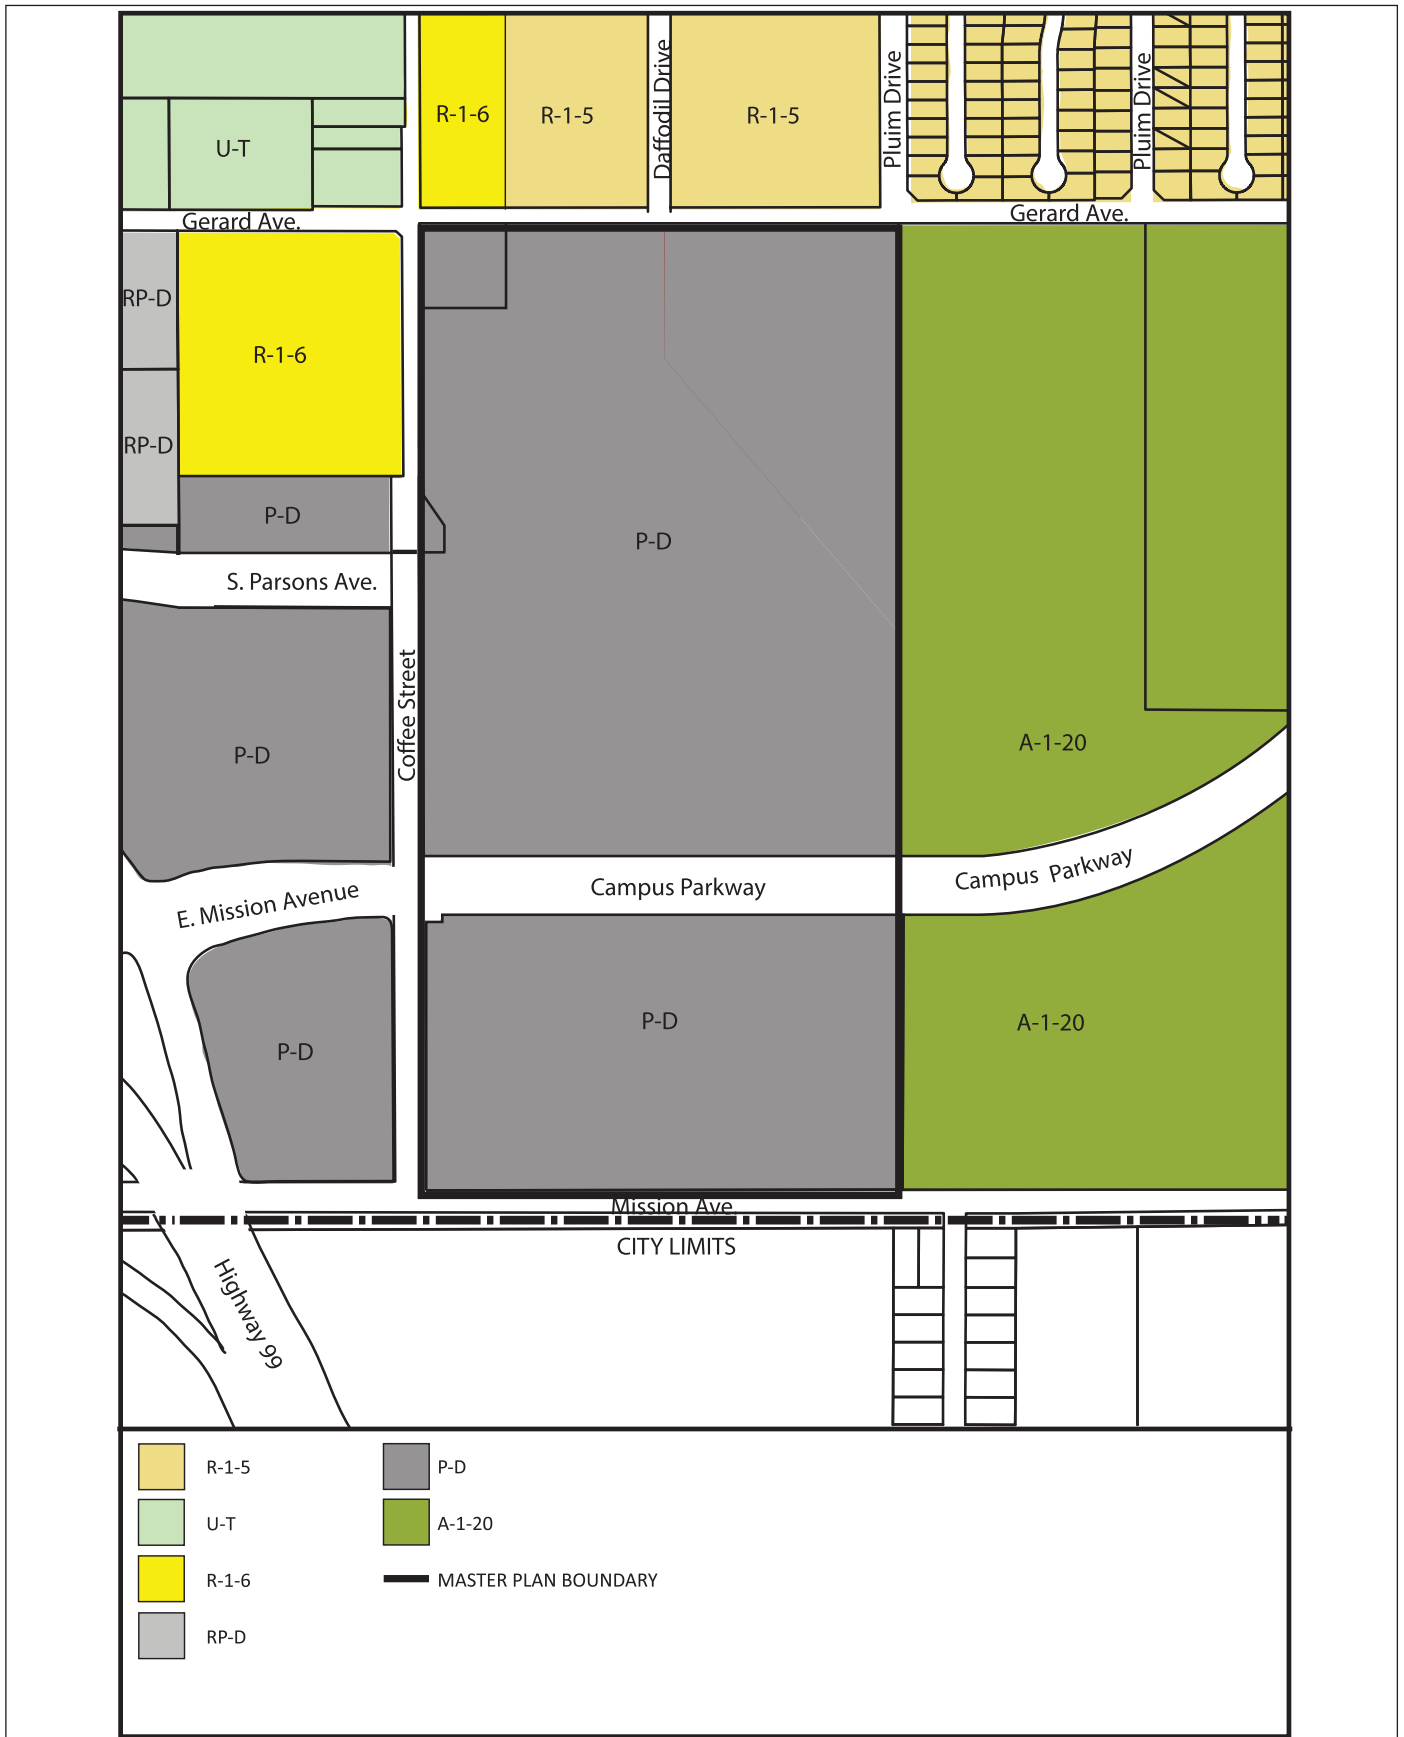 R-1-6
R-1-5
Daffodil Drive
R-1-5
Pluim Drive
Pluim Drive
U-T
Gerard Ave.
Gerard Ave.
RP-D
R-1-6
RP-D
P-D
P-D
S. Parsons Ave.
Coffee Street
P-D
A-1-20
Campus Parkway
Campus Parkway
E. Mission Avenue
P-D
A-1-20
P-D
Mission Ave.
CITY LIMITS
Highway 99
R-1-5
P-D
U-T
A-1-20
R-1-6
MASTER PLAN BOUNDARY
RP-D